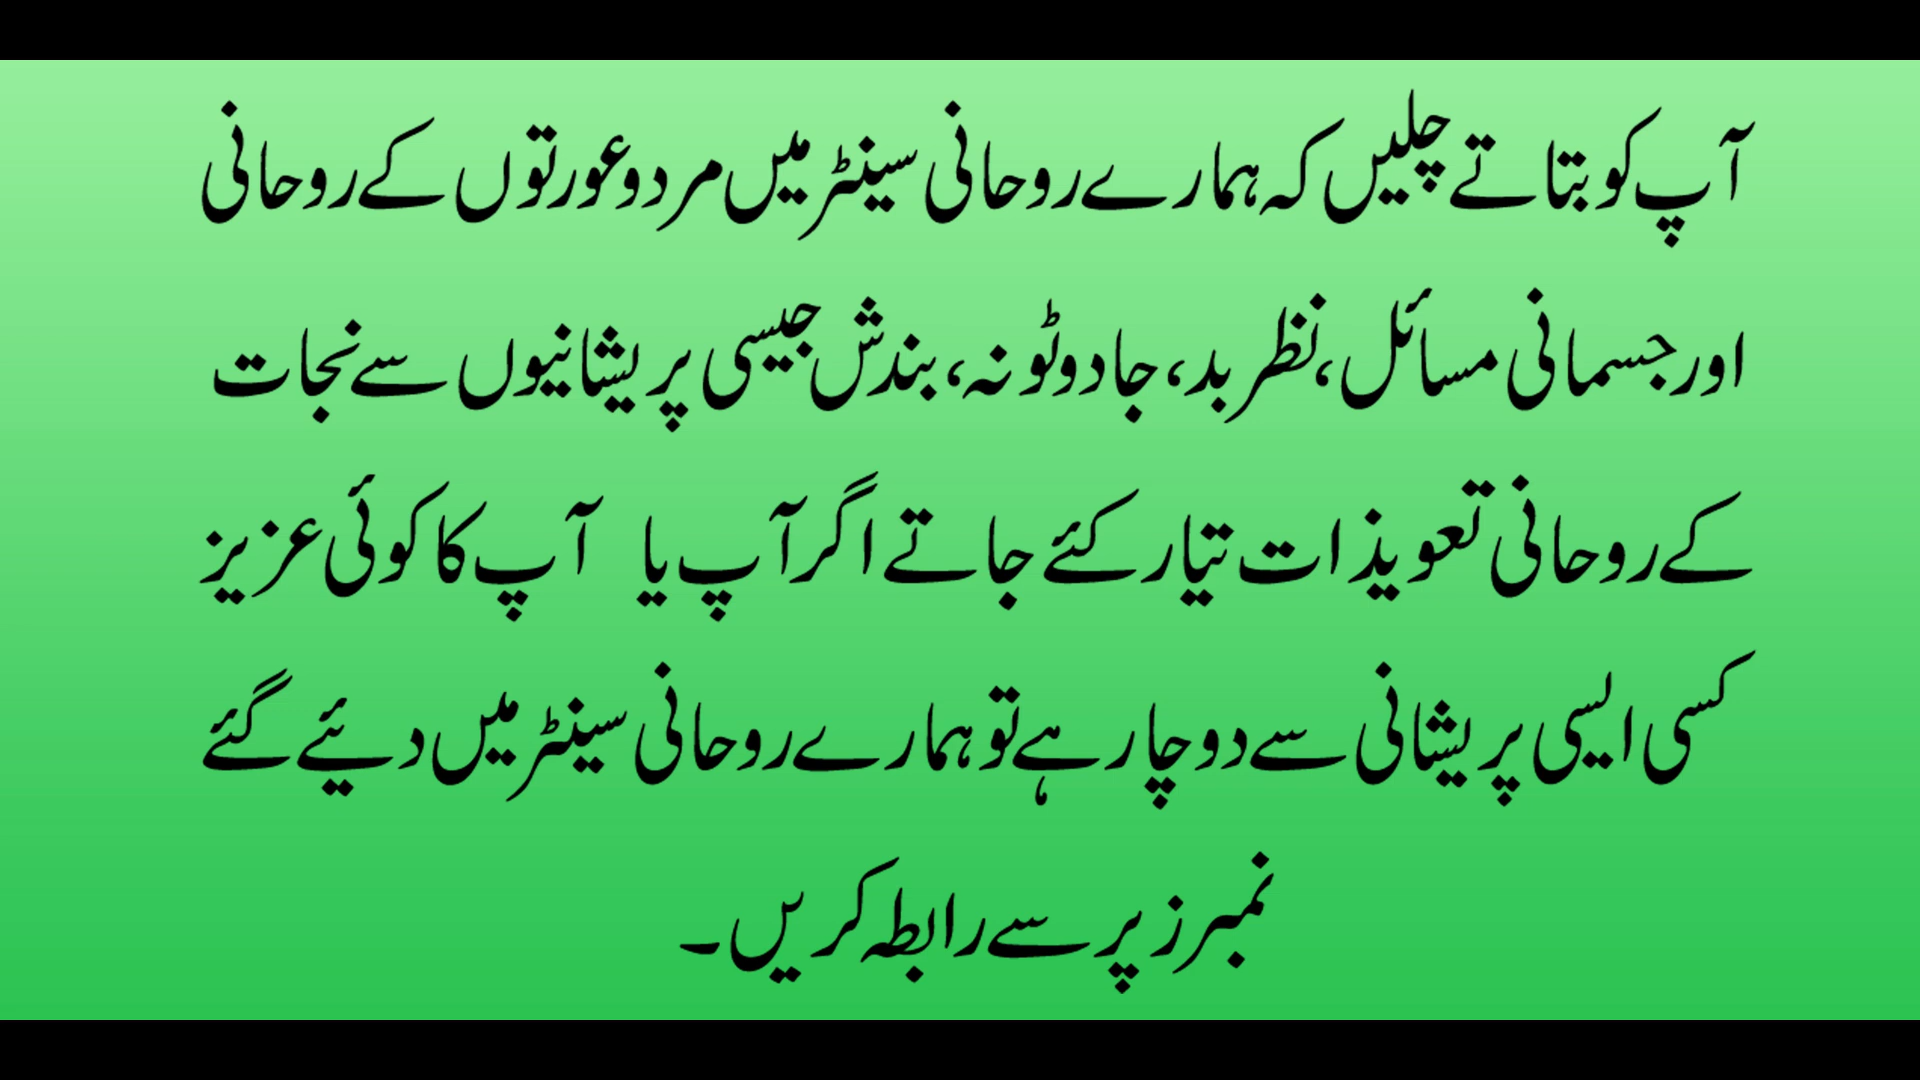 آپ کو بتاتے چلیں کہ ہمارے روحانی سینٹر میں مرد و عورتوں کے روحانی
اور جسمانی مسائل، نظر بد، جادو ٹونہ، بندش جیسی پریشانیوں سے نجات
کے روحانی تعویذات تیار کئے جاتے اگر آپ یا آپ کا کوئی عزیز
کسی ایسی پریشانی سے دوچار ہے تو ہمارے روحانی سینٹر میں دیئے گئے
نمبرز پر سے رابطہ کریں۔